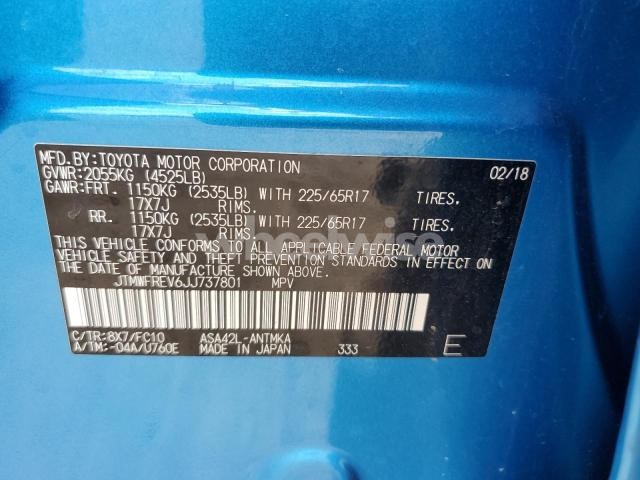 MFD.BY:TOYOTA MOTOR CORPORATION 02/18
GVWR:2055KG (4525LB)
GAWR:FRT. 1150KG (2535LB) WITH 225/65R17 TIRES.
17X7J RIMS.
RR. 1150KG (2535LB) WITH 225/65R17 TIRES.
17X7J RIMS.
THIS VEHICLE CONFORMS TO ALL APPLICABLE FEDERAL MOTOR
VEHICLE SAFETY AND THEFT PREVENTION STANDARDS IN EFFECT ON
THE DATE OF MANUFACTURE SHOWN ABOVE.
JTMWFREV6JJ737801 MPV
C/TR:8X7/FC10 ASA42L-ANTMKA
A/TM:-04A/U760E MADE IN JAPAN 333 E